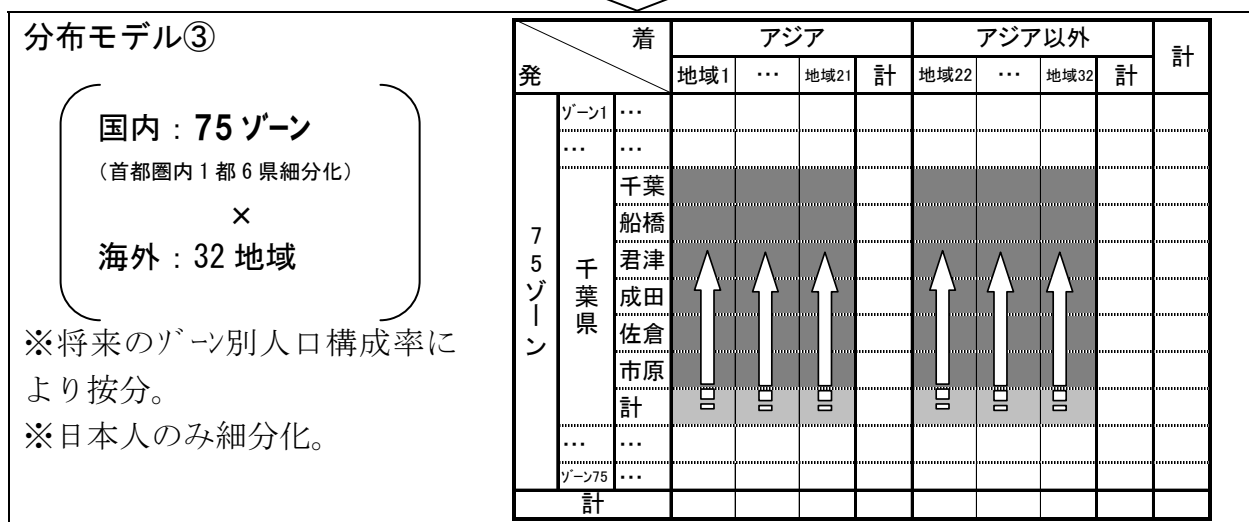 分布モデル③
国内：75ゾーン
（首都圏内1都6県細分化）
×
海外：32地域
※将来のｿﾞｰﾝ別人口構成率に
より按分。
※日本人のみ細分化。
着 アジア アジア以外 計
発 地域1 … 地域21 計 地域22 … 地域32 計
75ゾーン
ｿﾞｰﾝ1 …
… …
千葉県
千葉
船橋
君津
成田
佐倉
市原
計
… …
ｿﾞｰﾝ75 …
計